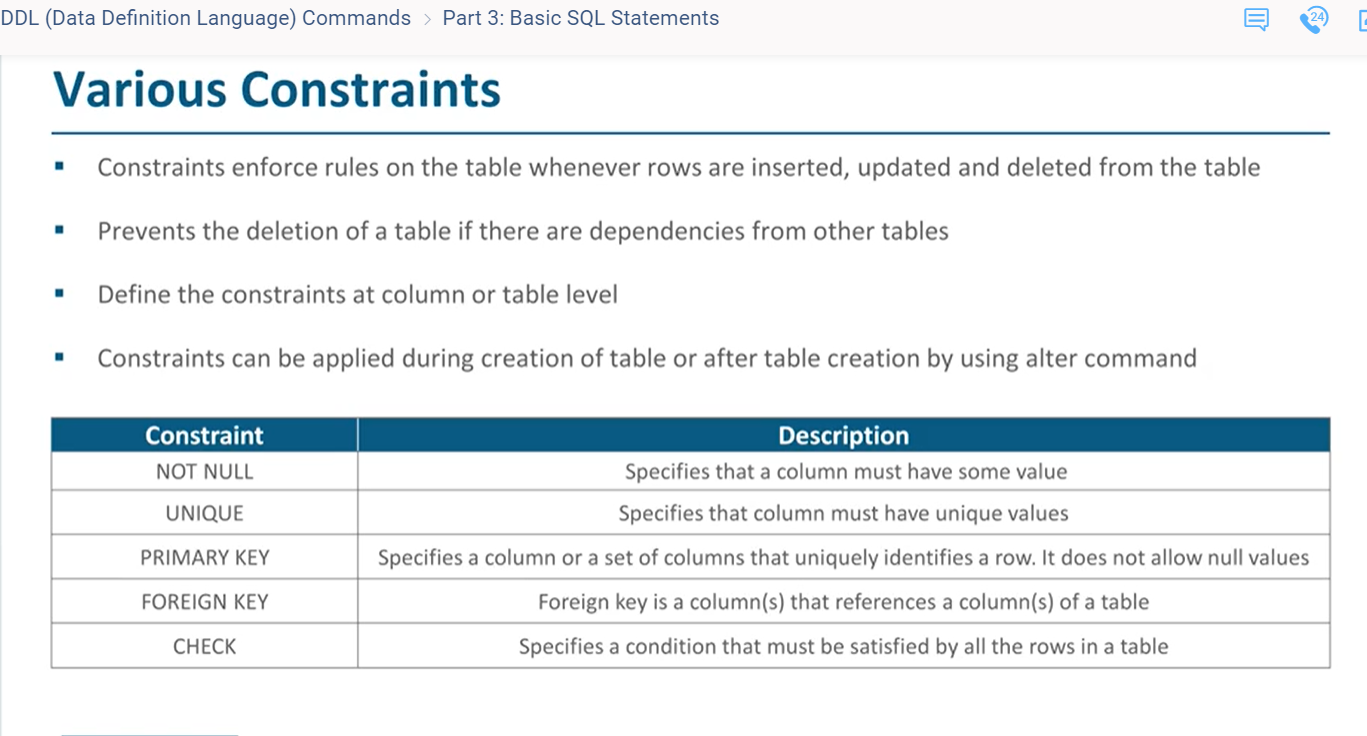 DDL (Data Definition Language) Commands > Part 3: Basic SQL Statements
24
Various Constraints
▪ Constraints enforce rules on the table whenever rows are inserted, updated and deleted from the table
▪ Prevents the deletion of a table if there are dependencies from other tables
▪ Define the constraints at column or table level
▪ Constraints can be applied during creation of table or after table creation by using alter command
Constraint Description
NOT NULL Specifies that a column must have some value
UNIQUE Specifies that column must have unique values
PRIMARY KEY Specifies a column or a set of columns that uniquely identifies a row. It does not allow null values
FOREIGN KEY Foreign key is a column(s) that references a column(s) of a table
CHECK Specifies a condition that must be satisfied by all the rows in a table